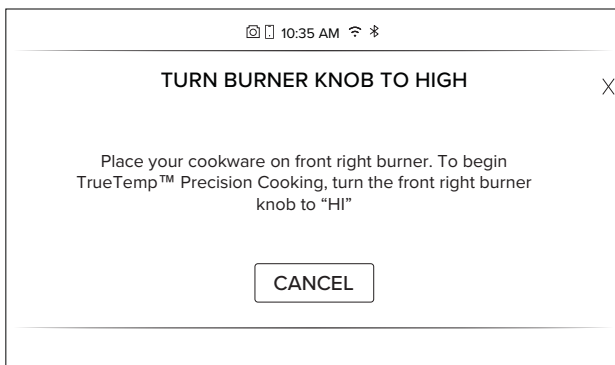 10:35 AM
TURN BURNER KNOB TO HIGH
X
Place your cookware on front right burner. To begin
TrueTemp™ Precision Cooking, turn the front right burner
knob to “HI”
CANCEL